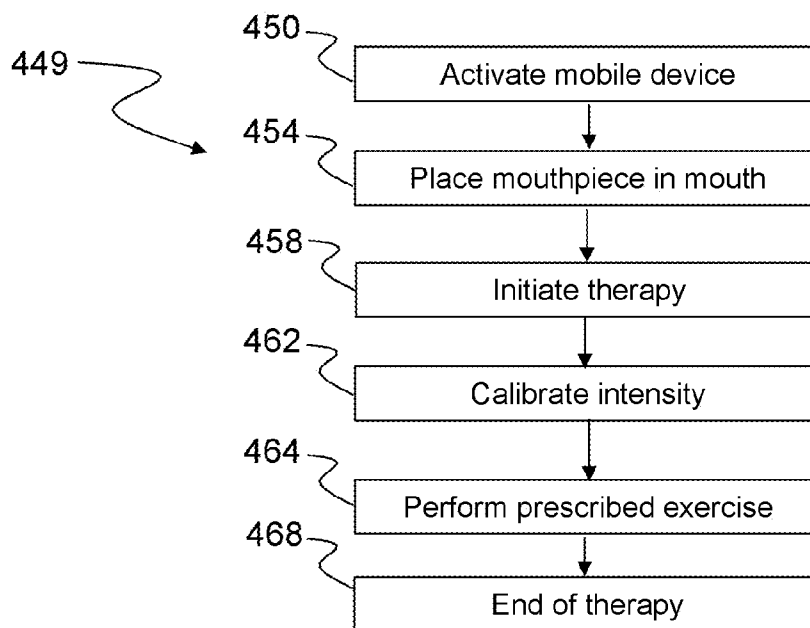 449
450
Activate mobile device
454
Place mouthpiece in mouth
458
Initiate therapy
462
Calibrate intensity
464
Perform prescribed exercise
468
End of therapy